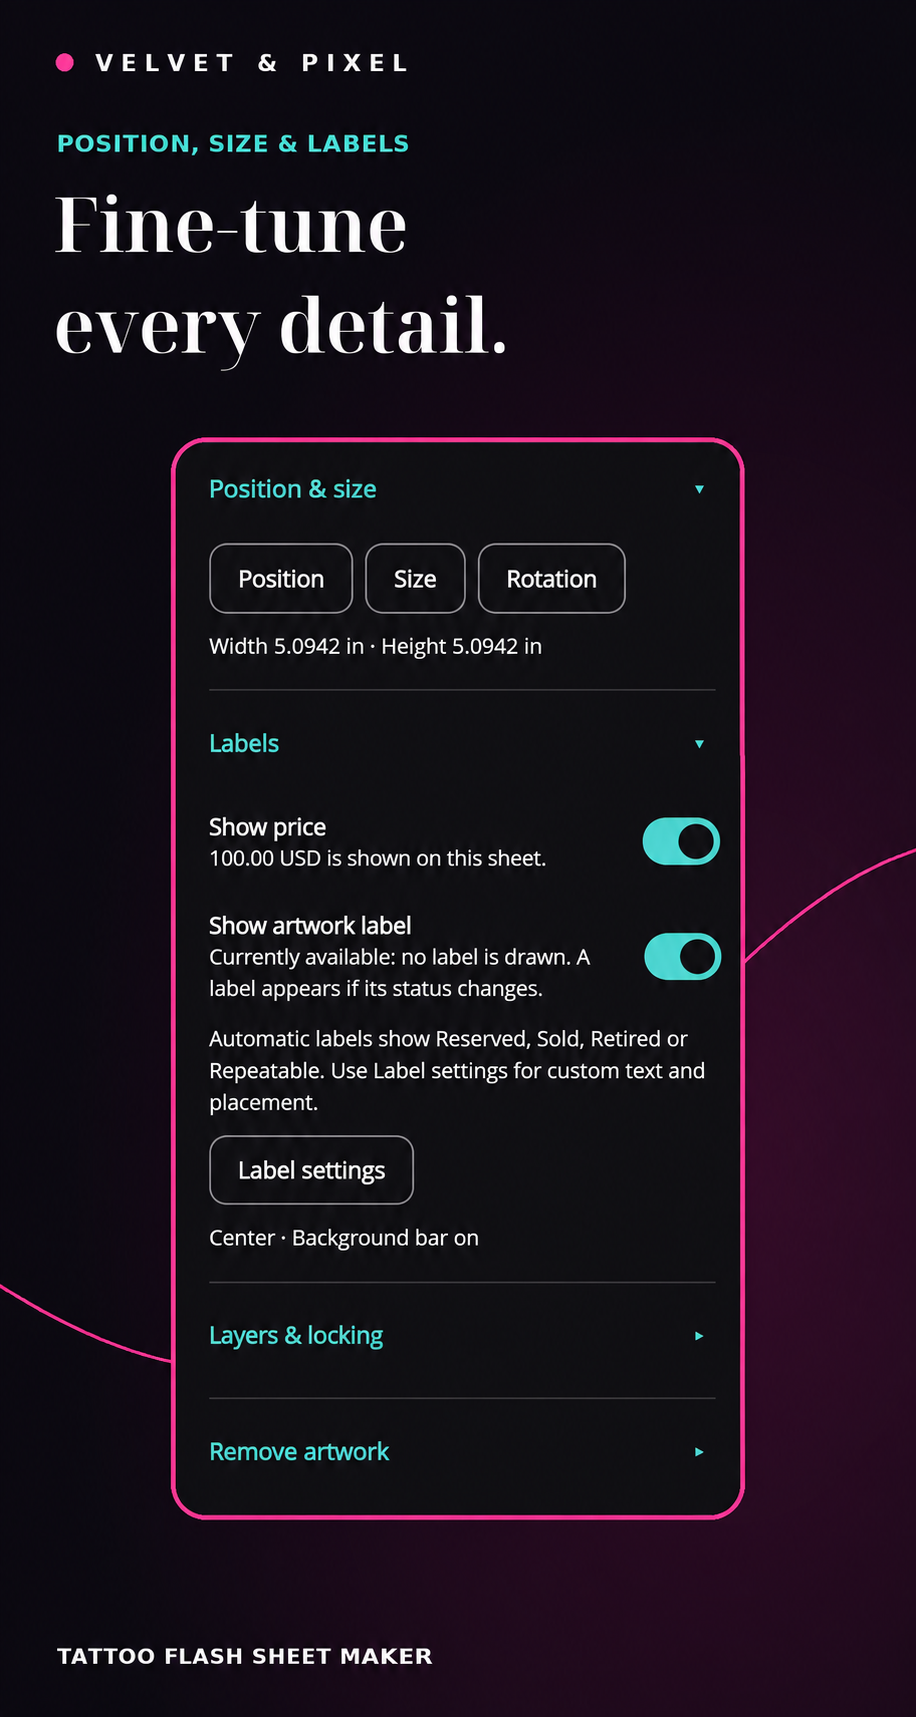 VELVET & PIXEL
POSITION, SIZE & LABELS
Fine-tune
every detail.
Position & size
Position
Size
Rotation
Width 5.0942 in · Height 5.0942 in
Labels
Show price
100.00 USD is shown on this sheet.
Show artwork label
Currently available: no label is drawn. A
label appears if its status changes.
Automatic labels show Reserved, Sold, Retired or
Repeatable. Use Label settings for custom text and
placement.
Label settings
Center · Background bar on
Layers & locking
Remove artwork
TATTOO FLASH SHEET MAKER